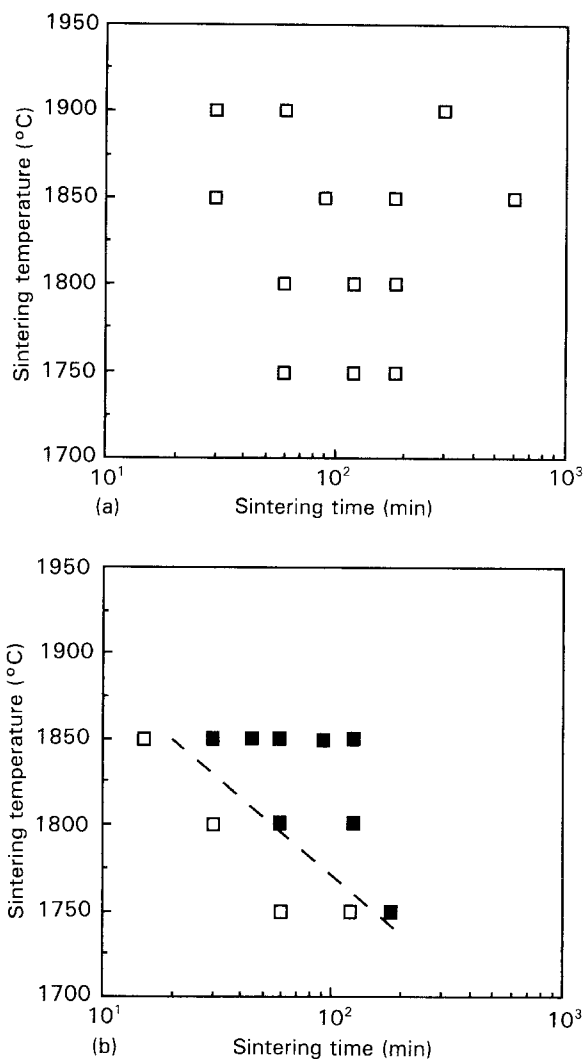 1950
1900
1850
1800
1750
1700
Sintering temperature (°C)
10¹ 10² 10³
(a) Sintering time (min)
1950
1900
1850
1800
1750
1700
Sintering temperature (°C)
10¹ 10² 10³
(b) Sintering time (min)